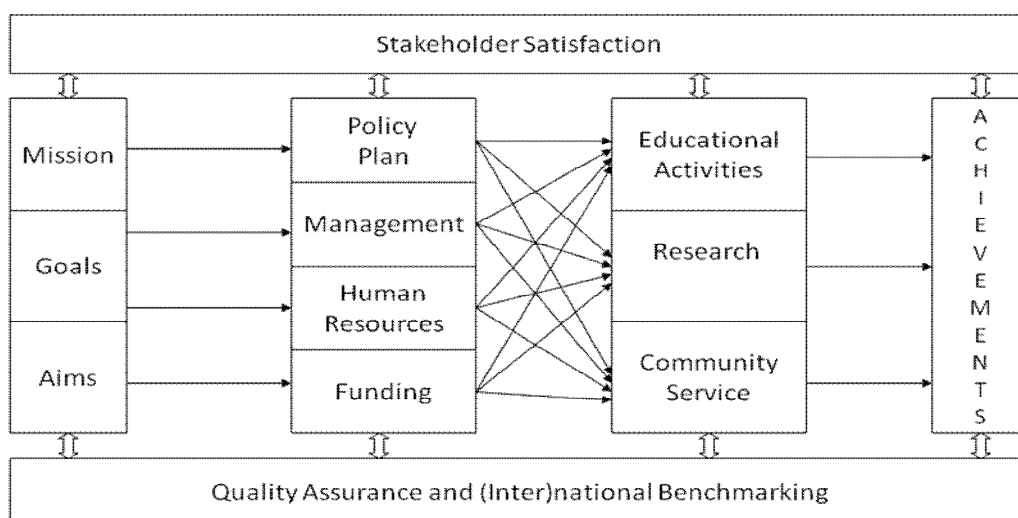 Stakeholder Satisfaction
Mission
Goals
Aims
Policy
Plan
Management
Human
Resources
Funding
Educational
Activities
Research
Community
Service
A
C
H
I
E
V
E
M
E
N
T
S
Quality Assurance and (Inter)national Benchmarking